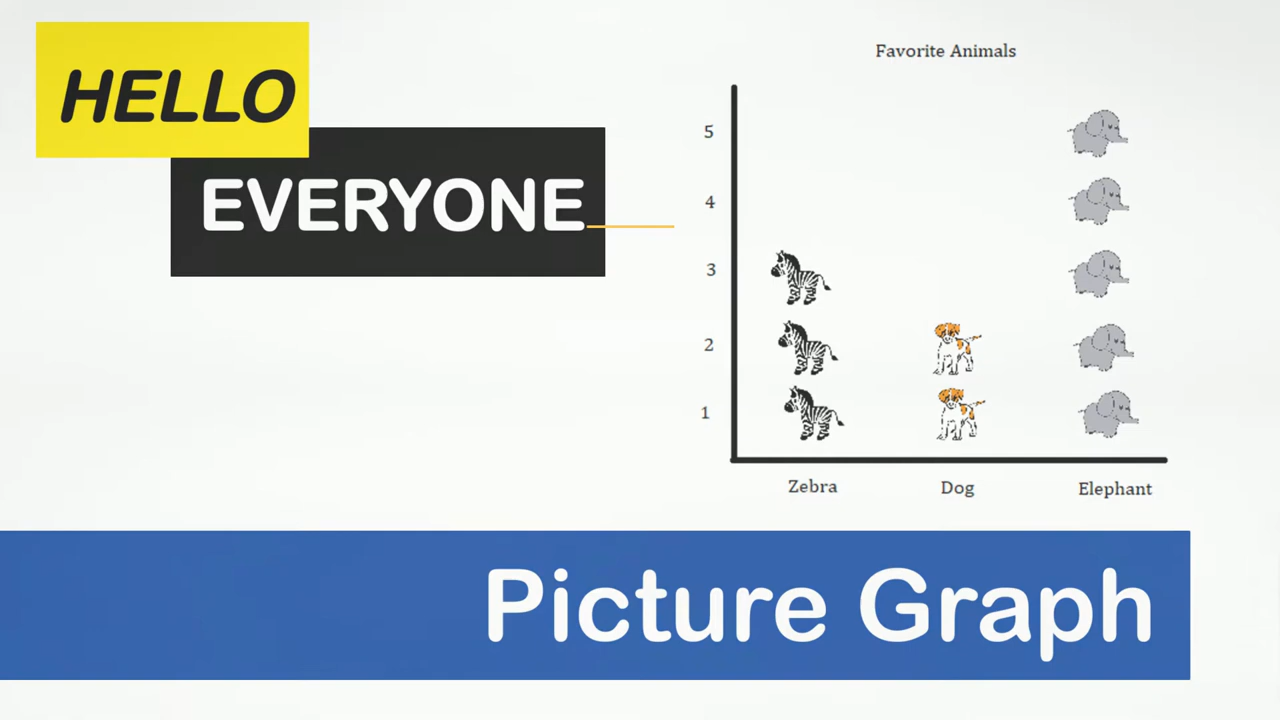 HELLO
EVERYONE
Favorite Animals
5
4
3
2
1
Zebra Dog Elephant
Picture Graph